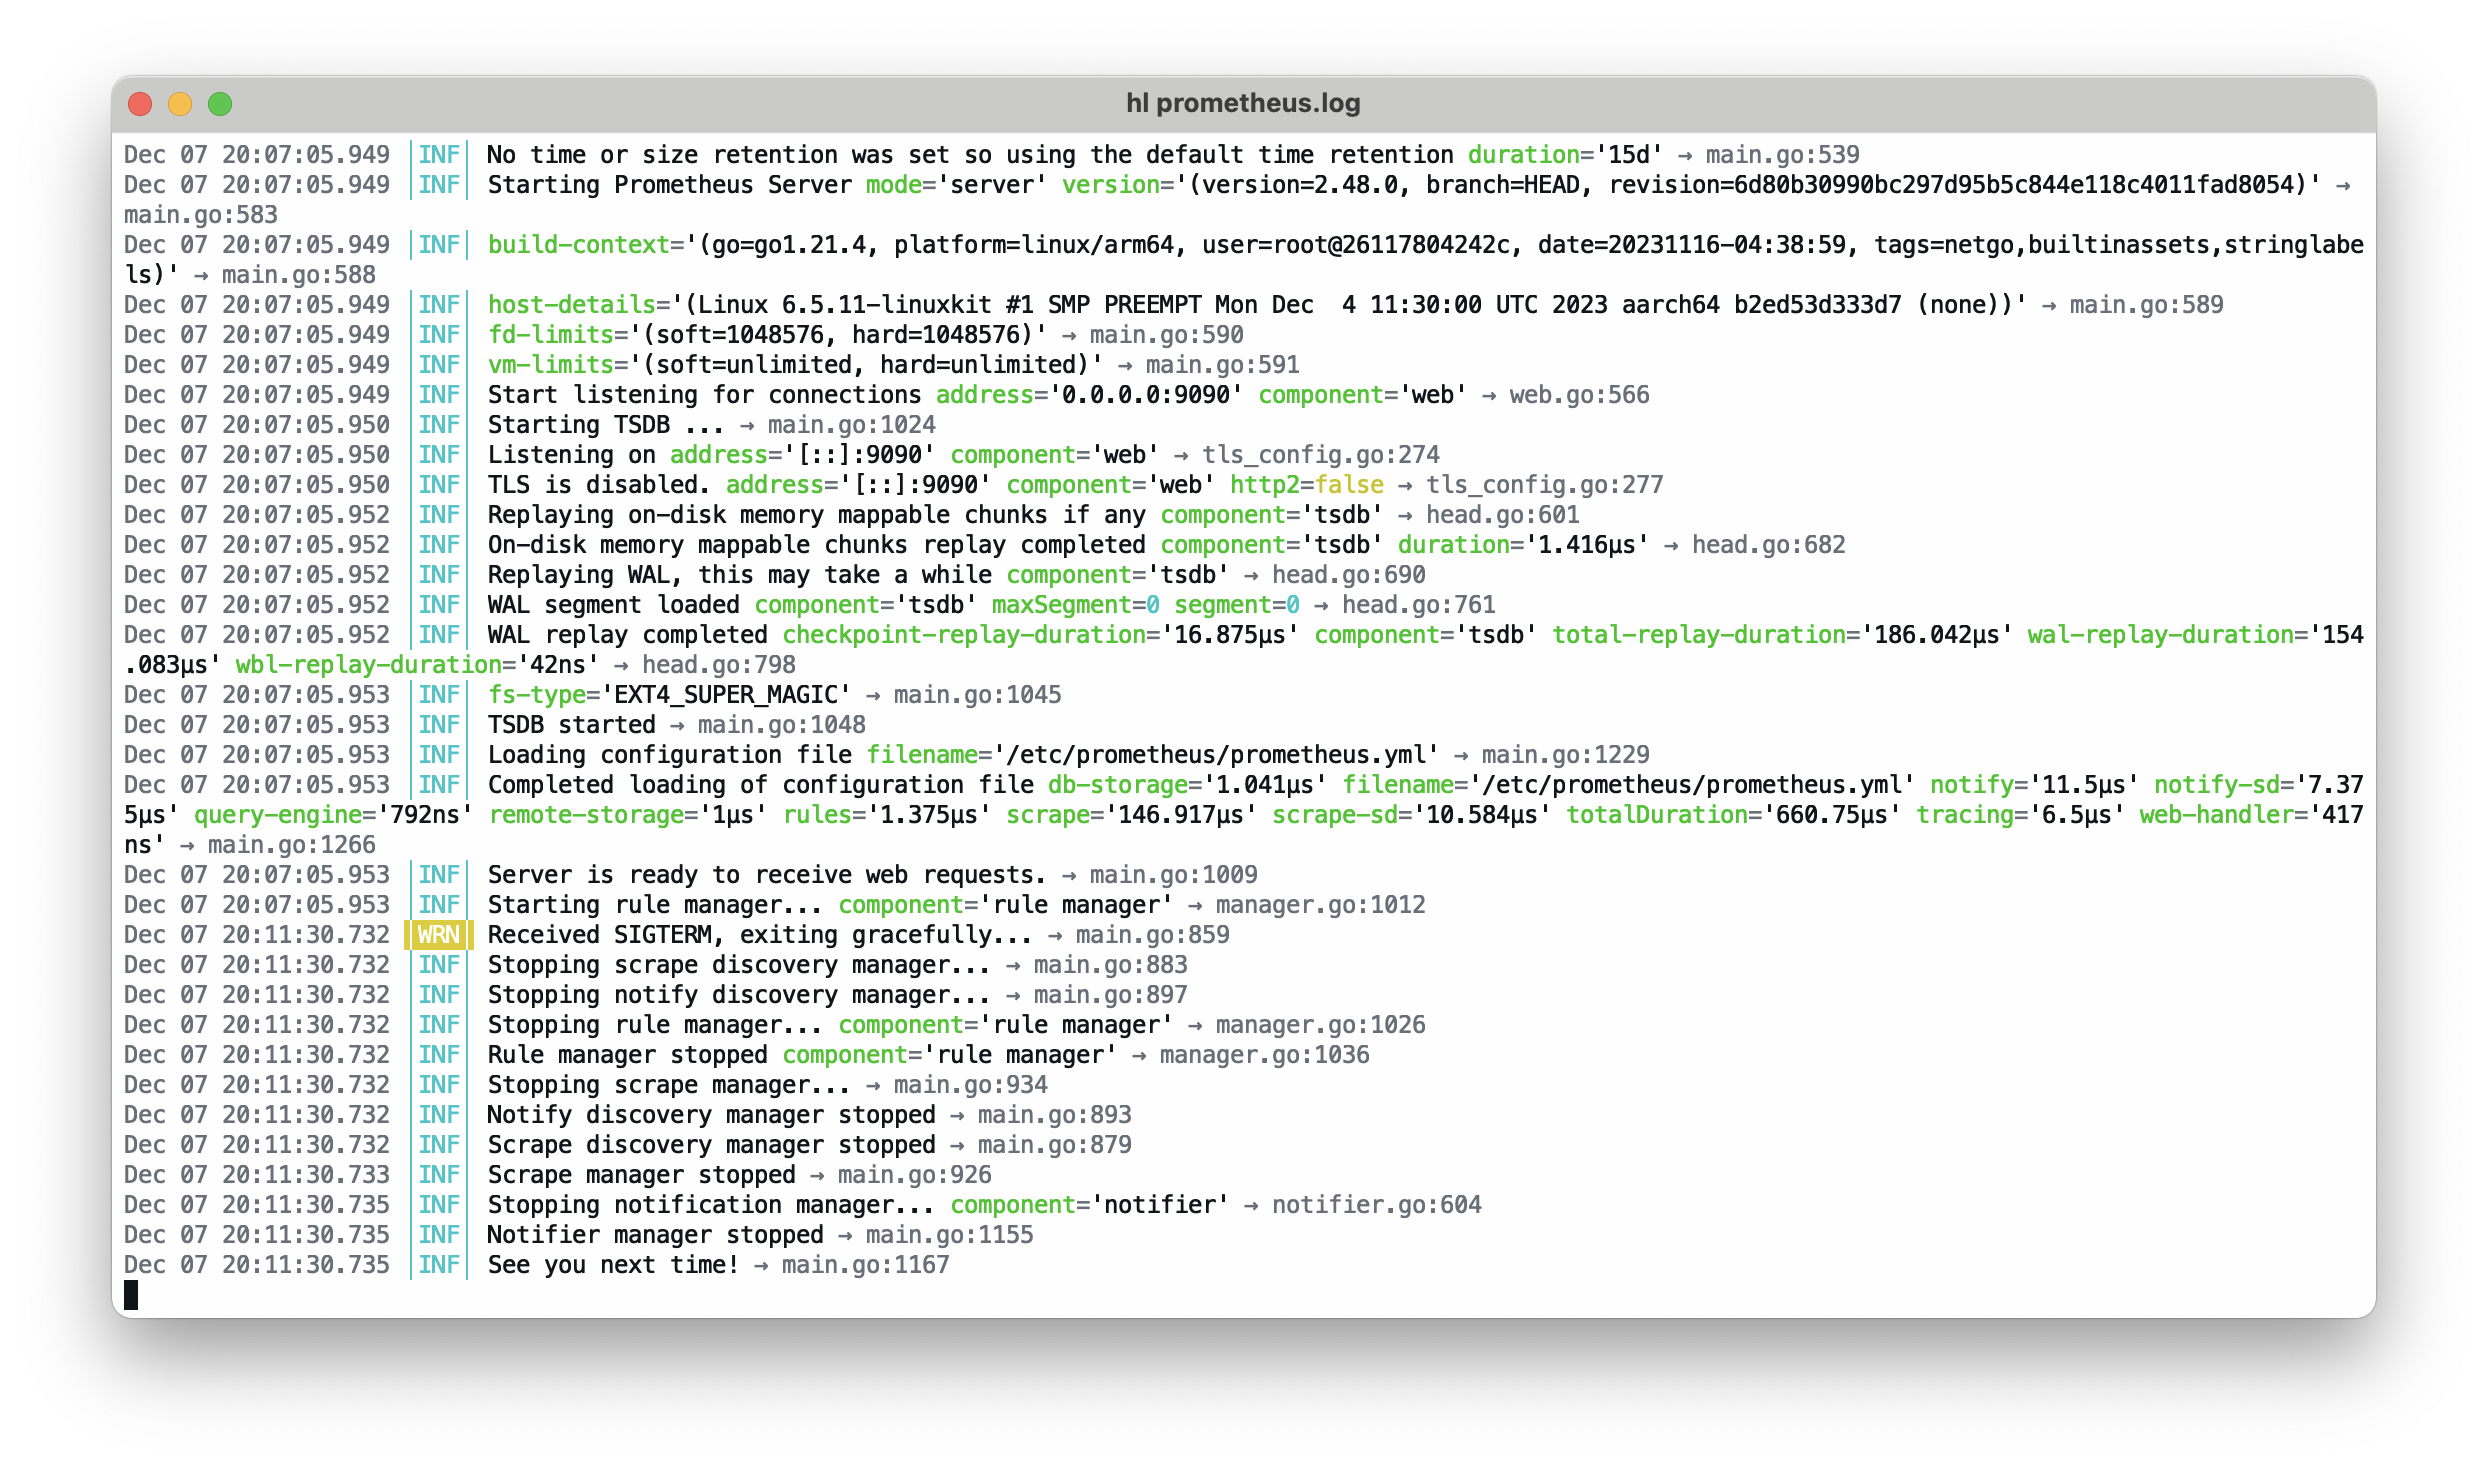 hl prometheus.log
Dec 07 20:07:05.949 |INF| No time or size retention was set so using the default time retention duration='15d' → main.go:539
Dec 07 20:07:05.949 |INF| Starting Prometheus Server mode='server' version='(version=2.48.0, branch=HEAD, revision=6d80b30990bc297d95b5c844e118c4011fad8054)' →
main.go:583
Dec 07 20:07:05.949 |INF| build-context='(go=go1.21.4, platform=linux/arm64, user=root@26117804242c, date=20231116-04:38:59, tags=netgo,builtinassets,stringlabe
ls)' → main.go:588
Dec 07 20:07:05.949 |INF| host-details='(Linux 6.5.11-linuxkit #1 SMP PREEMPT Mon Dec  4 11:30:00 UTC 2023 aarch64 b2ed53d333d7 (none))' → main.go:589
Dec 07 20:07:05.949 |INF| fd-limits='(soft=1048576, hard=1048576)' → main.go:590
Dec 07 20:07:05.949 |INF| vm-limits='(soft=unlimited, hard=unlimited)' → main.go:591
Dec 07 20:07:05.949 |INF| Start listening for connections address='0.0.0.0:9090' component='web' → web.go:566
Dec 07 20:07:05.950 |INF| Starting TSDB ... → main.go:1024
Dec 07 20:07:05.950 |INF| Listening on address='[::]:9090' component='web' → tls_config.go:274
Dec 07 20:07:05.950 |INF| TLS is disabled. address='[::]:9090' component='web' http2=false → tls_config.go:277
Dec 07 20:07:05.952 |INF| Replaying on-disk memory mappable chunks if any component='tsdb' → head.go:601
Dec 07 20:07:05.952 |INF| On-disk memory mappable chunks replay completed component='tsdb' duration='1.416µs' → head.go:682
Dec 07 20:07:05.952 |INF| Replaying WAL, this may take a while component='tsdb' → head.go:690
Dec 07 20:07:05.952 |INF| WAL segment loaded component='tsdb' maxSegment=0 segment=0 → head.go:761
Dec 07 20:07:05.952 |INF| WAL replay completed checkpoint-replay-duration='16.875µs' component='tsdb' total-replay-duration='186.042µs' wal-replay-duration='154
.083µs' wbl-replay-duration='42ns' → head.go:798
Dec 07 20:07:05.953 |INF| fs-type='EXT4_SUPER_MAGIC' → main.go:1045
Dec 07 20:07:05.953 |INF| TSDB started → main.go:1048
Dec 07 20:07:05.953 |INF| Loading configuration file filename='/etc/prometheus/prometheus.yml' → main.go:1229
Dec 07 20:07:05.953 |INF| Completed loading of configuration file db-storage='1.041µs' filename='/etc/prometheus/prometheus.yml' notify='11.5µs' notify-sd='7.37
5µs' query-engine='792ns' remote-storage='1µs' rules='1.375µs' scrape='146.917µs' scrape-sd='10.584µs' totalDuration='660.75µs' tracing='6.5µs' web-handler='417
ns' → main.go:1266
Dec 07 20:07:05.953 |INF| Server is ready to receive web requests. → main.go:1009
Dec 07 20:07:05.953 |INF| Starting rule manager... component='rule manager' → manager.go:1012
Dec 07 20:11:30.732 |WRN| Received SIGTERM, exiting gracefully... → main.go:859
Dec 07 20:11:30.732 |INF| Stopping scrape discovery manager... → main.go:883
Dec 07 20:11:30.732 |INF| Stopping notify discovery manager... → main.go:897
Dec 07 20:11:30.732 |INF| Stopping rule manager... component='rule manager' → manager.go:1026
Dec 07 20:11:30.732 |INF| Rule manager stopped component='rule manager' → manager.go:1036
Dec 07 20:11:30.732 |INF| Stopping scrape manager... → main.go:934
Dec 07 20:11:30.732 |INF| Notify discovery manager stopped → main.go:893
Dec 07 20:11:30.732 |INF| Scrape discovery manager stopped → main.go:879
Dec 07 20:11:30.733 |INF| Scrape manager stopped → main.go:926
Dec 07 20:11:30.735 |INF| Stopping notification manager... component='notifier' → notifier.go:604
Dec 07 20:11:30.735 |INF| Notifier manager stopped → main.go:1155
Dec 07 20:11:30.735 |INF| See you next time! → main.go:1167